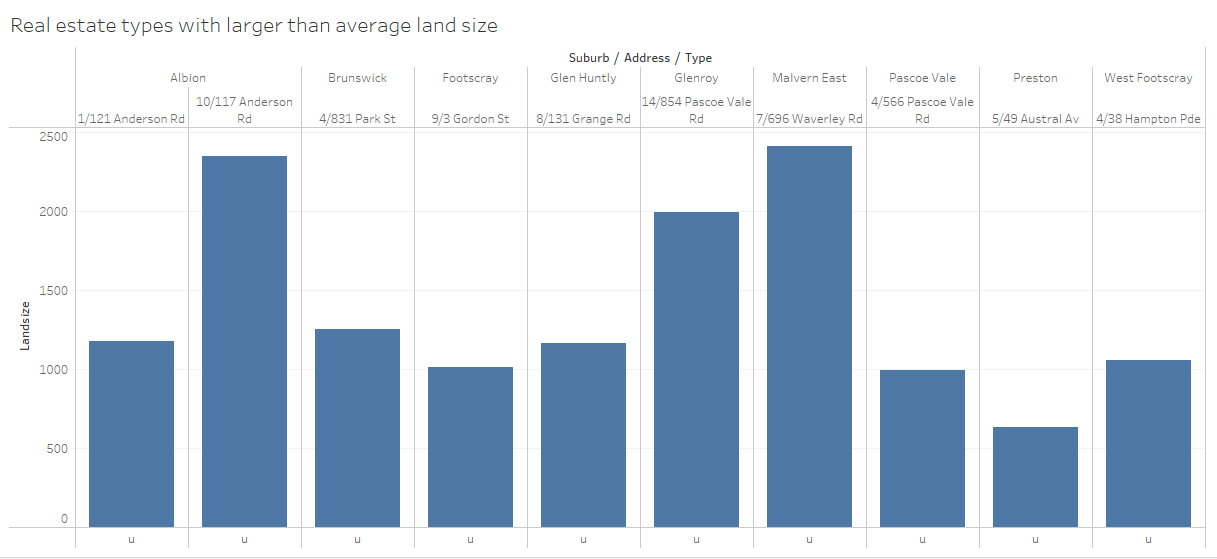 Real estate types with larger than average land size
Suburb / Address / Type
Albion Brunswick Footscray Glen Huntly Glenroy Malvern East Pascoe Vale Preston West Footscray
10/117 Anderson 14/854 Pascoe Vale 4/566 Pascoe Vale
1/121 Anderson Rd Rd 4/831 Park St 9/3 Gordon St 8/131 Grange Rd Rd 7/696 Waverley Rd Rd 5/49 Austral Av 4/38 Hampton Pde
2500
2000
1500
Landsize
1000
500
0
u u u u u u u u u u